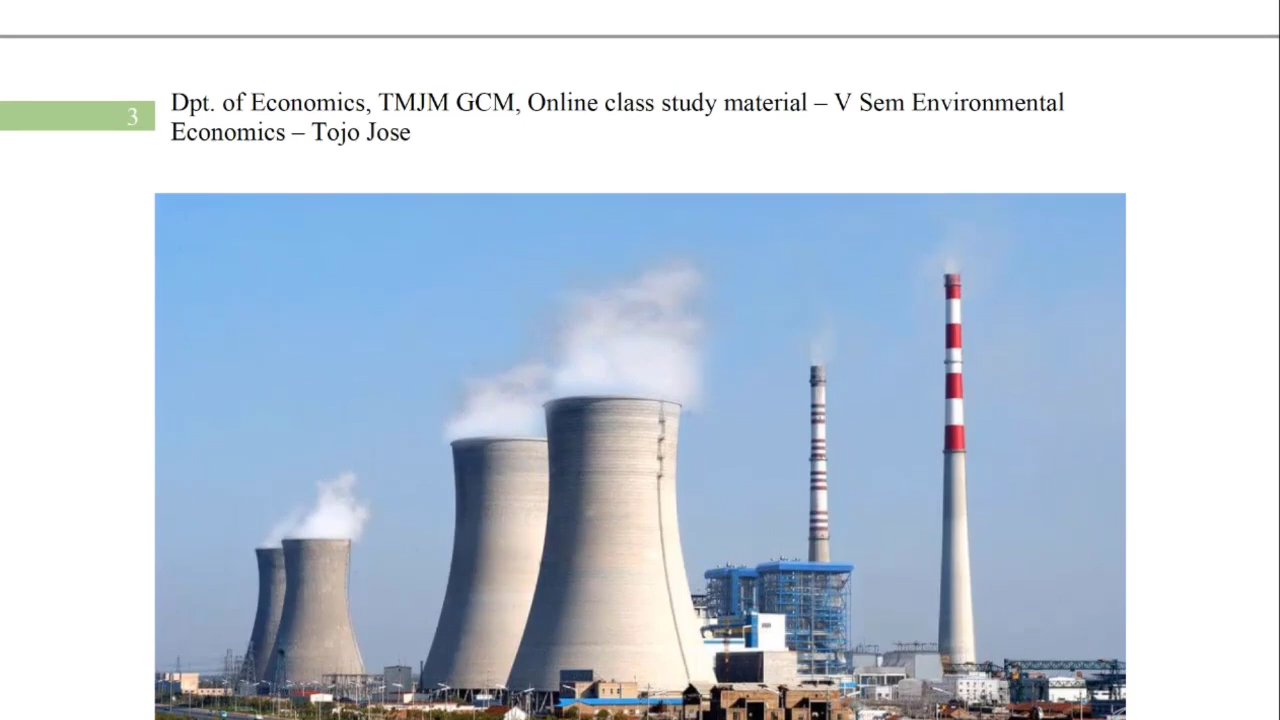 3
Dpt. of Economics, TMJM GCM, Online class study material – V Sem Environmental
Economics – Tojo Jose